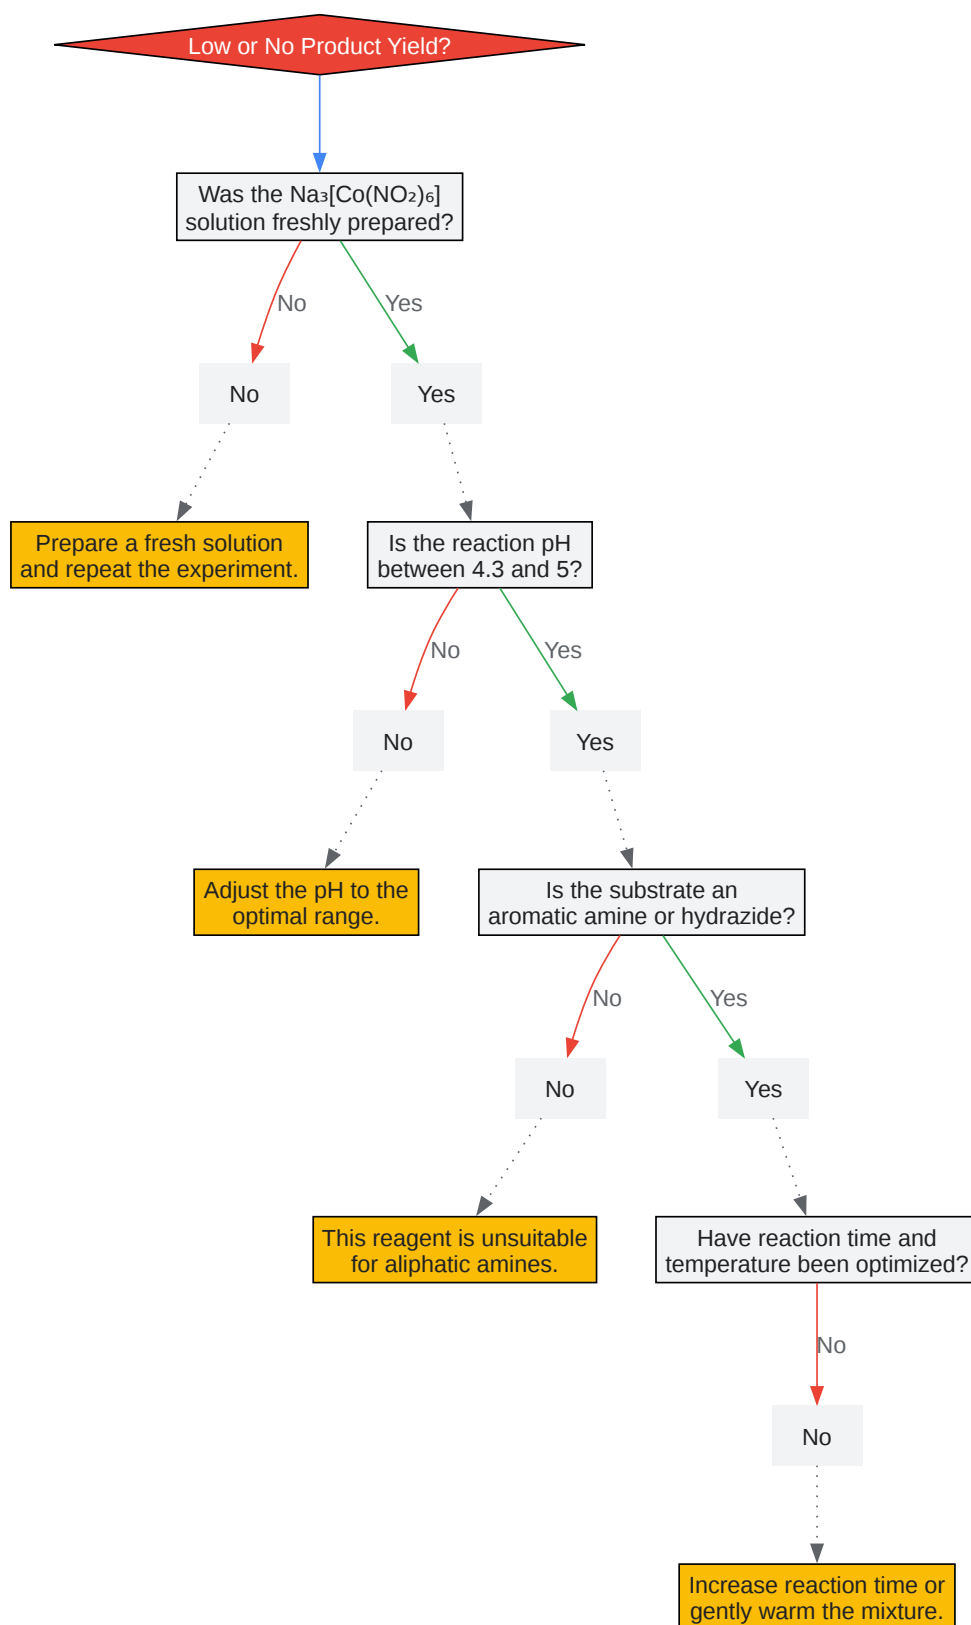 Low or No Product Yield?
Was the Na₃[Co(NO₂)₆]
solution freshly prepared?
No
Yes
No
Yes
Prepare a fresh solution
and repeat the experiment.
Is the reaction pH
between 4.3 and 5?
No
Yes
No
Yes
Adjust the pH to the
optimal range.
Is the substrate an
aromatic amine or hydrazide?
No
Yes
No
Yes
This reagent is unsuitable
for aliphatic amines.
Have reaction time and
temperature been optimized?
No
No
Increase reaction time or
gently warm the mixture.